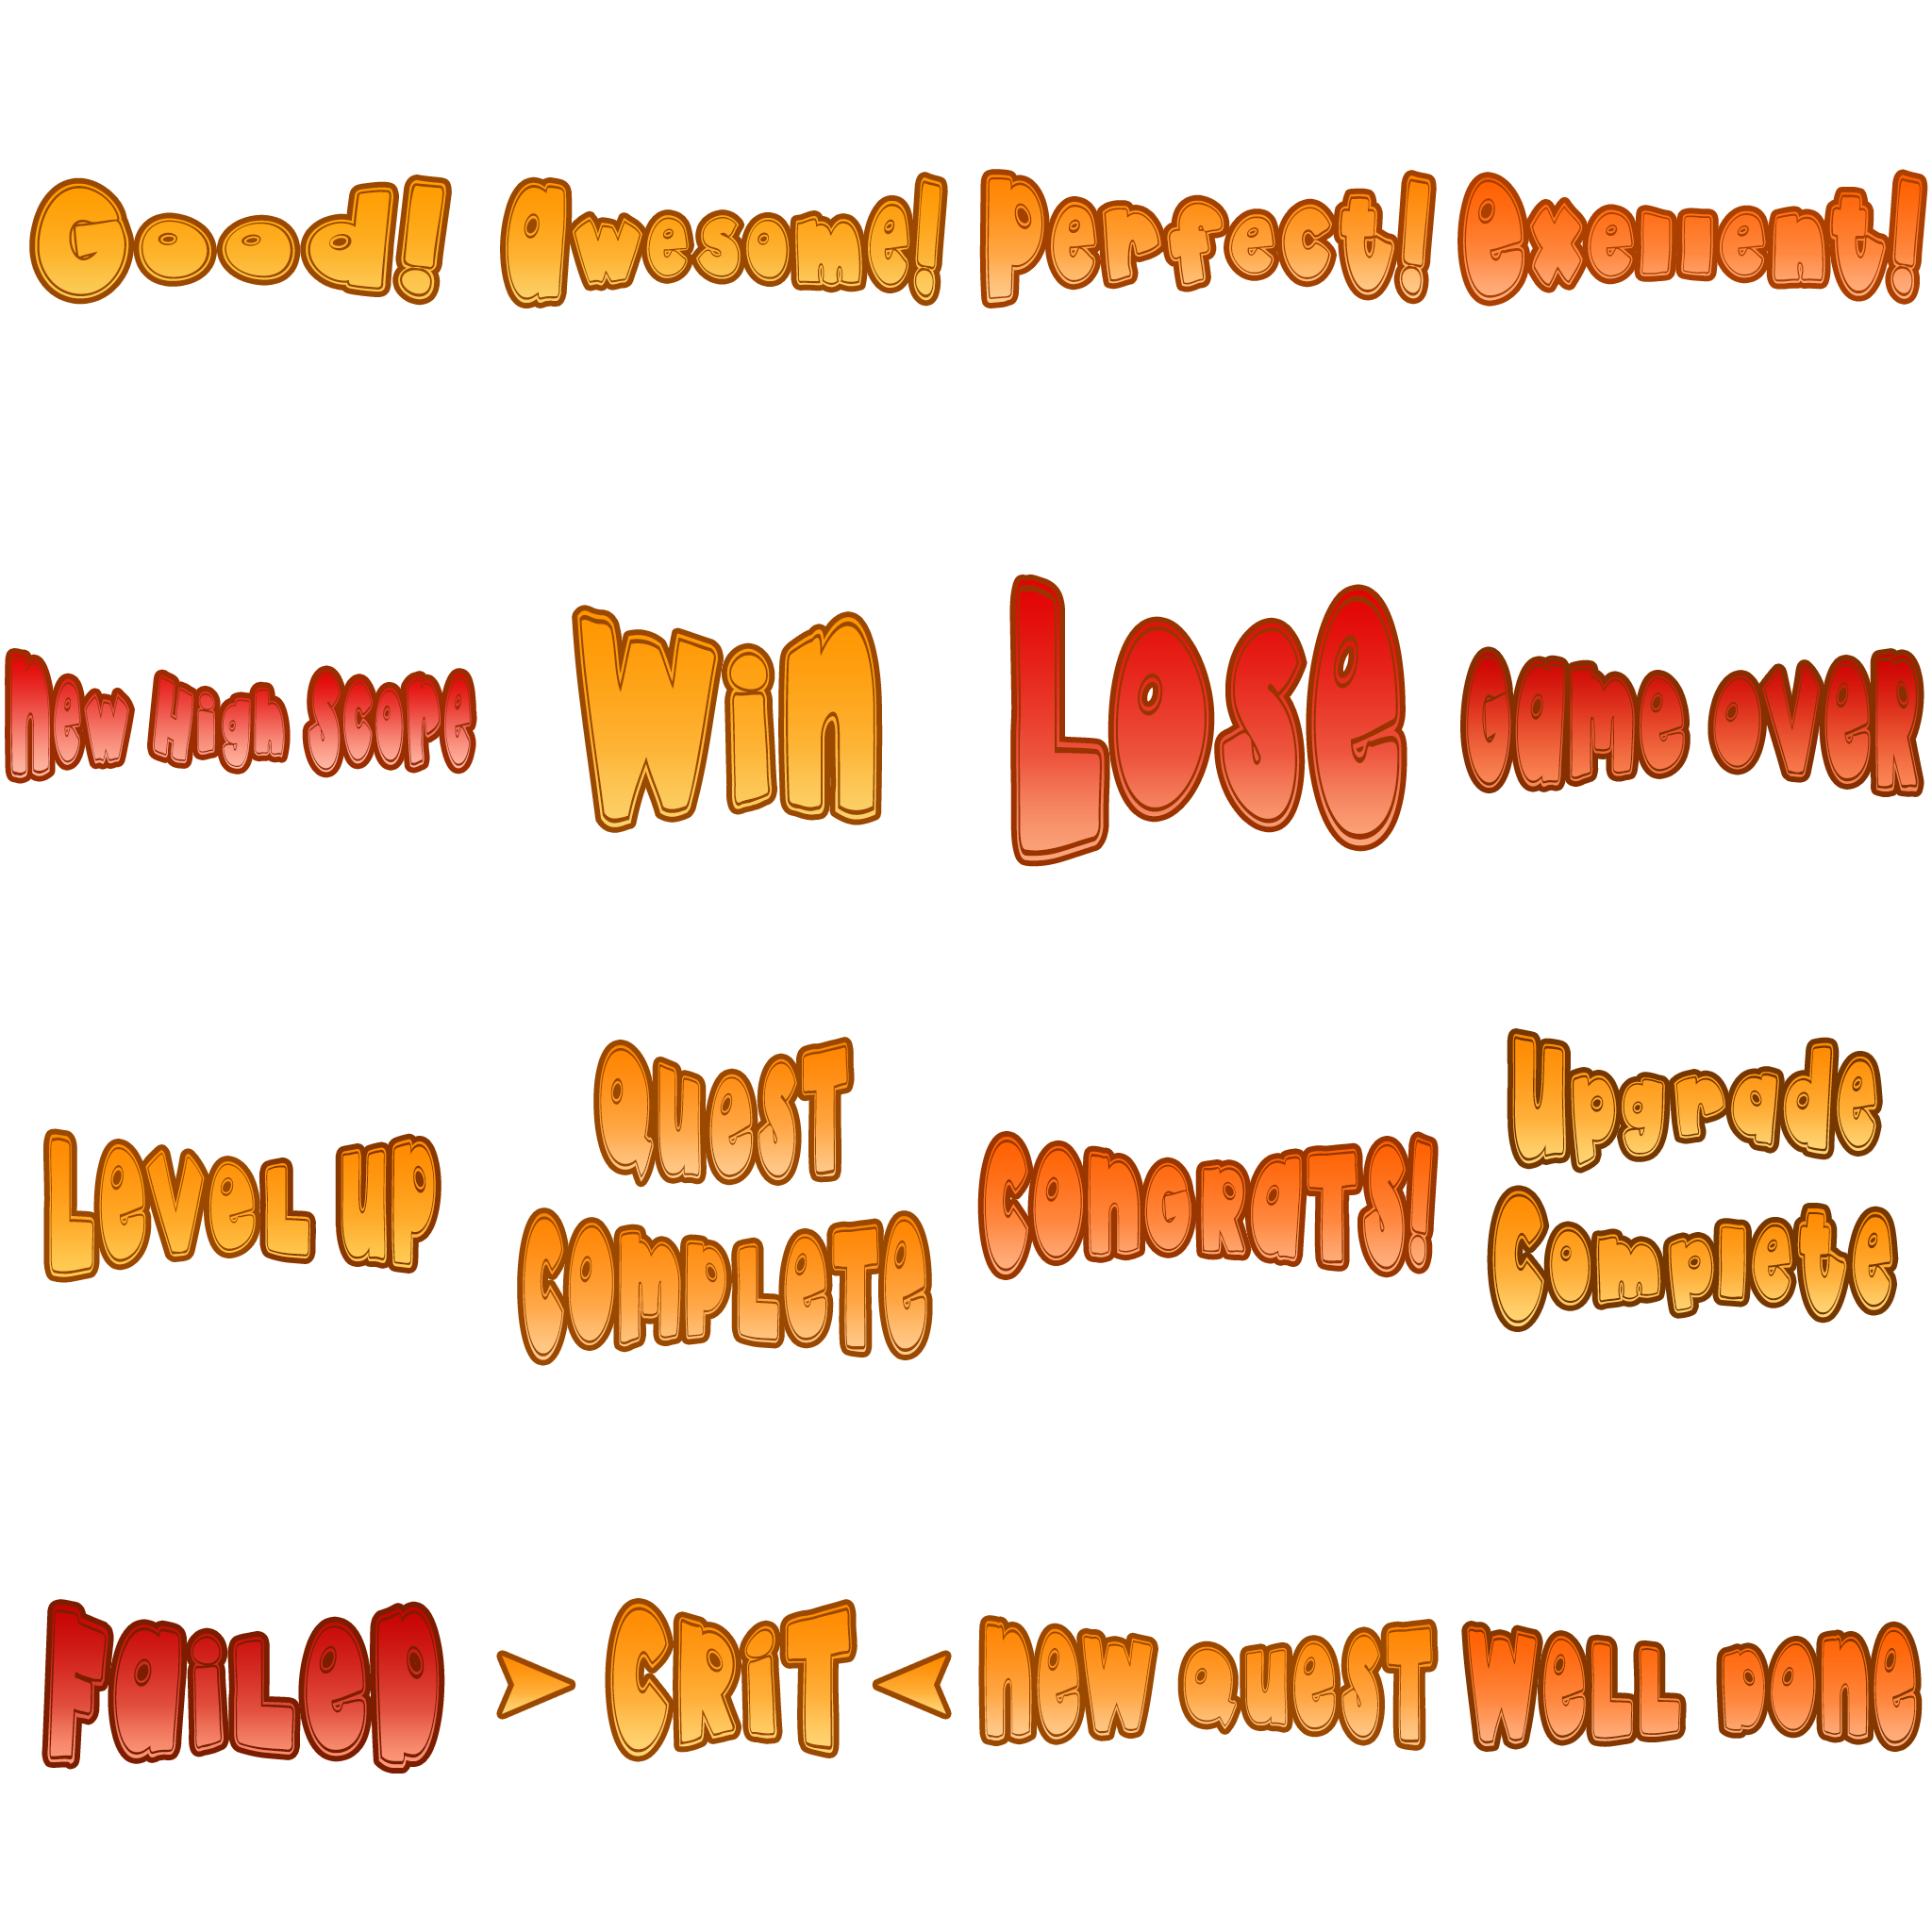 Good!
Awesome!
Perfect!
Exellent!
New High Score
Win
Lose
GAME OVER
LEVEL UP
QUEST
COMPLETE
CONGRATS!
Upgrade
Complete
FAILED
> CRIT <
NEW QUEST
WELL DONE